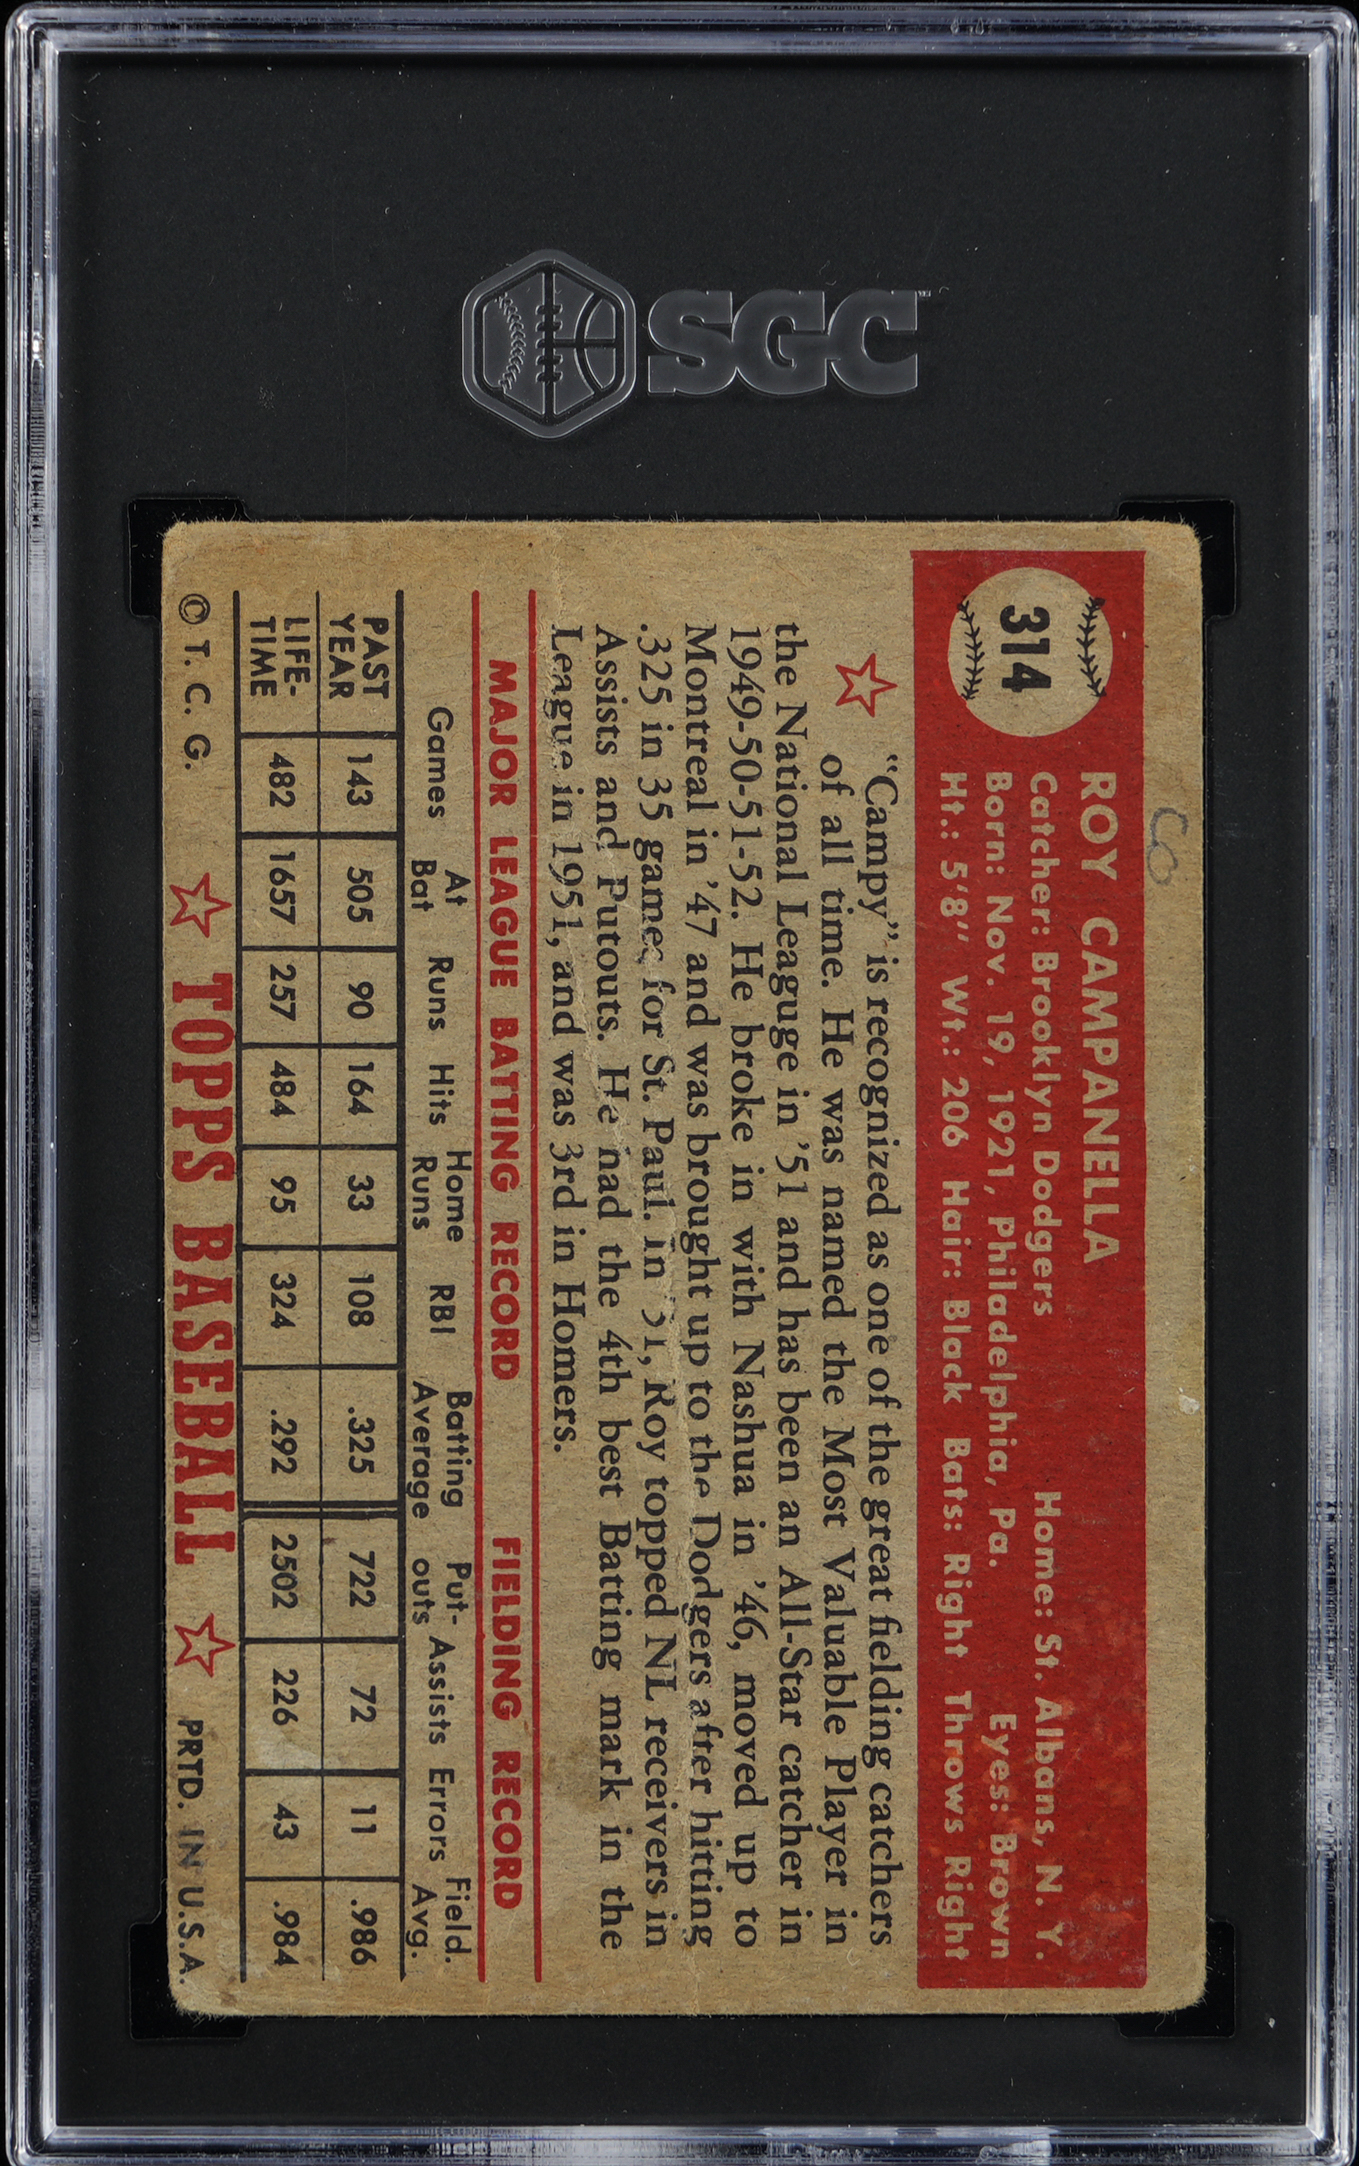 SGC
314
ROY CAMPANELLA
Catcher: Brooklyn Dodgers Home: St. Albans, N. Y.
Born: Nov. 19, 1921, Philadelphia, Pa. Eyes: Brown
Ht.: 5'8" Wt.: 206 Hair: Black Bats: Right Throws Right
"Campy" is recognized as one of the great fielding catchers
of all time. He was named the Most Valuable Player in
the National League in '51 and has been an All-Star catcher in
1949-50-51-52. He broke in with Nashua in '46, moved up to
Montreal in '47 and was brought up to the Dodgers after hitting
.325 in 35 games for St. Paul. In '51, Roy topped NL receivers in
Assists and Putouts. He had the 4th best Batting mark in the
League in 1951, and was 3rd in Homers.
MAJOR LEAGUE BATTING RECORD FIELDING RECORD
Games At Bat Runs Hits Home Runs RBI Batting Average Put-outs Assists Errors Field. Avg.
PAST YEAR 143 505 90 164 33 108 .325 722 72 11 .986
LIFE-TIME 482 1657 257 484 95 324 .292 2502 226 43 .984
© T. C. G. TOPPS BASEBALL PRTD. IN U.S.A.